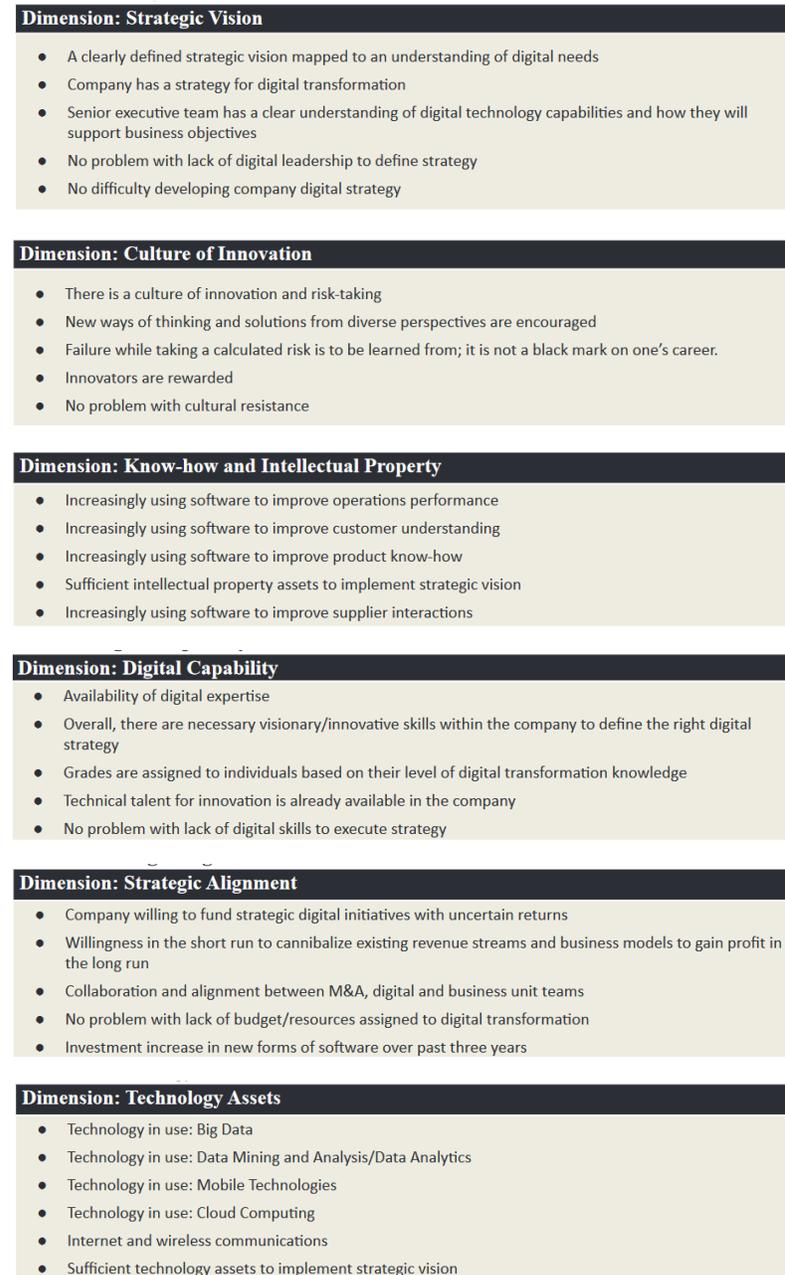 Dimension: Strategic Vision
● A clearly defined strategic vision mapped to an understanding of digital needs
● Company has a strategy for digital transformation
● Senior executive team has a clear understanding of digital technology capabilities and how they will
support business objectives
● No problem with lack of digital leadership to define strategy
● No difficulty developing company digital strategy
Dimension: Culture of Innovation
● There is a culture of innovation and risk-taking
● New ways of thinking and solutions from diverse perspectives are encouraged
● Failure while taking a calculated risk is to be learned from; it is not a black mark on one's career.
● Innovators are rewarded
● No problem with cultural resistance
Dimension: Know-how and Intellectual Property
● Increasingly using software to improve operations performance
● Increasingly using software to improve customer understanding
● Increasingly using software to improve product know-how
● Sufficient intellectual property assets to implement strategic vision
● Increasingly using software to improve supplier interactions
Dimension: Digital Capability
● Availability of digital expertise
● Overall, there are necessary visionary/innovative skills within the company to define the right digital
strategy
● Grades are assigned to individuals based on their level of digital transformation knowledge
● Technical talent for innovation is already available in the company
● No problem with lack of digital skills to execute strategy
Dimension: Strategic Alignment
● Company willing to fund strategic digital initiatives with uncertain returns
● Willingness in the short run to cannibalize existing revenue streams and business models to gain profit in
the long run
● Collaboration and alignment between M&A, digital and business unit teams
● No problem with lack of budget/resources assigned to digital transformation
● Investment increase in new forms of software over past three years
Dimension: Technology Assets
● Technology in use: Big Data
● Technology in use: Data Mining and Analysis/Data Analytics
● Technology in use: Mobile Technologies
● Technology in use: Cloud Computing
● Internet and wireless communications
● Sufficient technology assets to implement strategic vision